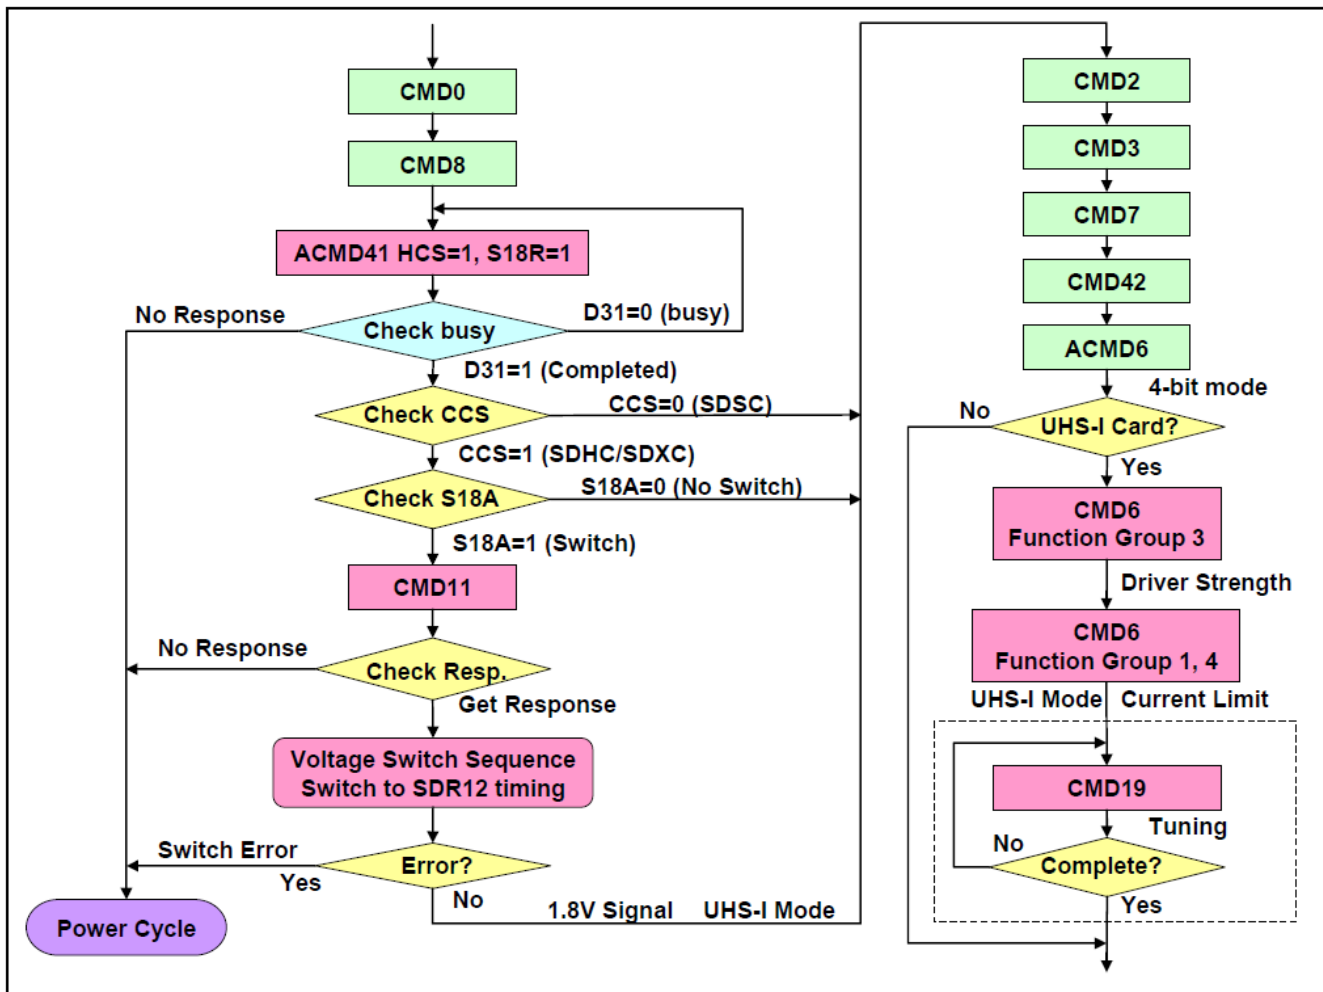 CMD0
CMD8
ACMD41 HCS=1, S18R=1
No Response
Check busy
D31=0 (busy)
D31=1 (Completed)
Check CCS
CCS=0 (SDSC)
CCS=1 (SDHC/SDXC)
Check S18A
S18A=0 (No Switch)
S18A=1 (Switch)
CMD11
No Response
Check Resp.
Get Response
Voltage Switch Sequence
Switch to SDR12 timing
Switch Error
Error?
Yes
No
Power Cycle
1.8V Signal UHS-I Mode
CMD2
CMD3
CMD7
CMD42
ACMD6
4-bit mode
No
UHS-I Card?
Yes
CMD6
Function Group 3
Driver Strength
CMD6
Function Group 1, 4
UHS-I Mode Current Limit
CMD19
Tuning
No
Complete?
Yes